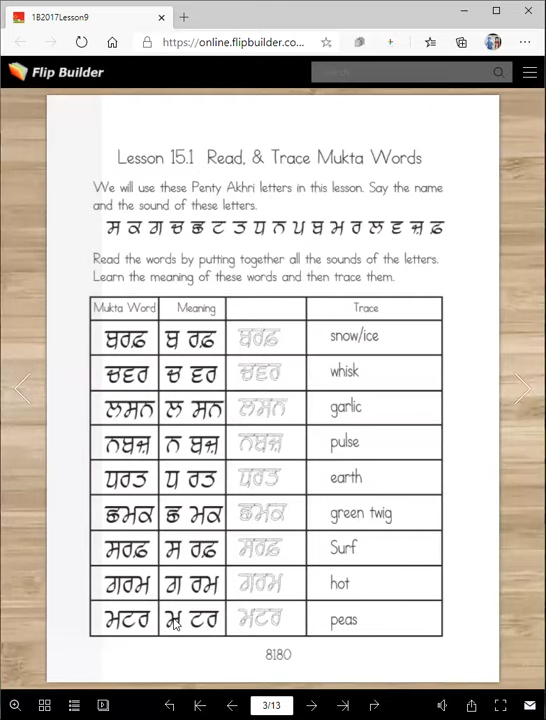 1B2017Lesson9
https://online.flipbuilder.co...
Flip Builder
Lesson 15.1 Read, & Trace Mukta Words
We will use these Penty Akhri letters in this lesson. Say the name
and the sound of these letters.
ਸ ਕ ਗ ਚ ਛ ਟ ਤ ਧ ਨ ਪ ਬ ਮ ਰ ਲ ਵ ਜ਼ ਫ਼
Read the words by putting together all the sounds of the letters.
Learn the meaning of these words and then trace them.
Mukta Word Meaning Trace
ਬਰਫ਼ ਬ ਰਫ਼ ਬਰਫ਼ snow/ice
ਚਵਰ ਚ ਵਰ ਚਵਰ whisk
ਲਸਨ ਲ ਸਨ ਲਸਨ garlic
ਨਬਜ਼ ਨ ਬਜ਼ ਨਬਜ਼ pulse
ਧਰਤ ਧ ਰਤ ਧਰਤ earth
ਛਮਕ ਛ ਮਕ ਛਮਕ green twig
ਸਰਫ਼ ਸ ਰਫ਼ ਸਰਫ਼ Surf
ਗਰਮ ਗ ਰਮ ਗਰਮ hot
ਮਟਰ ਮ ਟਰ ਮਟਰ peas
8180
3/13